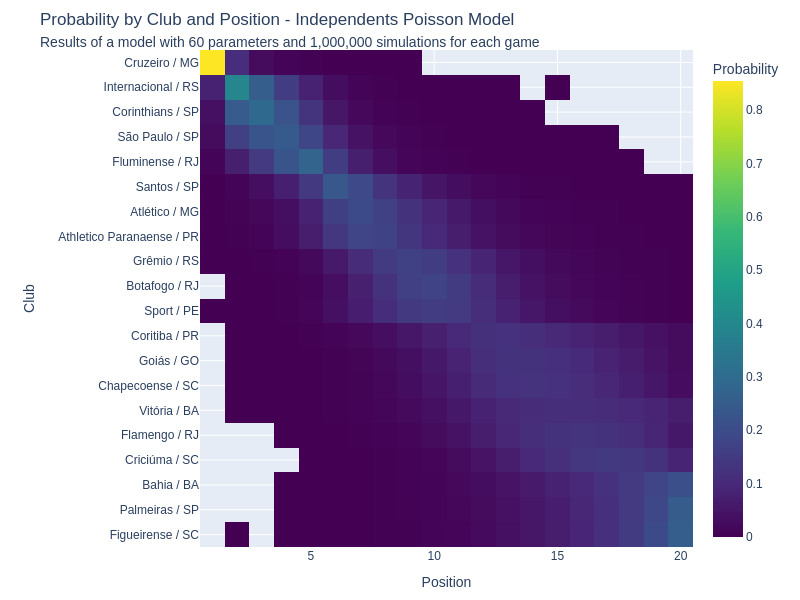 Probability by Club and Position - Independents Poisson Model
Results of a model with 60 parameters and 1,000,000 simulations for each game
Cruzeiro / MG
Internacional / RS
Corinthians / SP
São Paulo / SP
Fluminense / RJ
Santos / SP
Atlético / MG
Athletico Paranaense / PR
Grêmio / RS
Botafogo / RJ
Sport / PE
Coritiba / PR
Goiás / GO
Chapecoense / SC
Vitória / BA
Flamengo / RJ
Criciúma / SC
Bahia / BA
Palmeiras / SP
Figueirense / SC
Club
5
10
15
20
Position
Probability
0.8
0.7
0.6
0.5
0.4
0.3
0.2
0.1
0